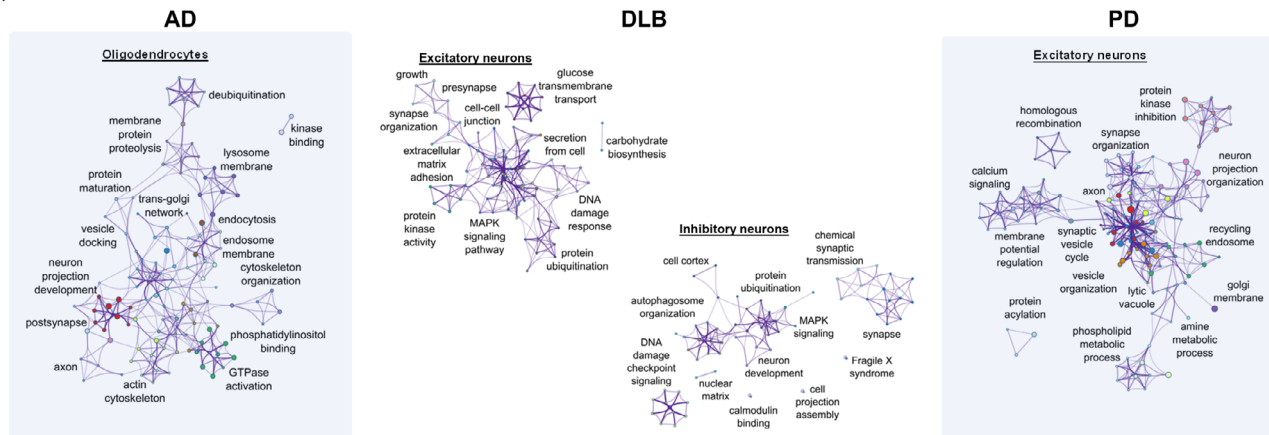 AD
DLB
PD
Oligodendrocytes
deubiquitination
membrane
protein
proteolysis
kinase
binding
lysosome
membrane
protein
maturation
trans-golgi
network
endocytosis
vesicle
docking
endosome
membrane
neuron
projection
development
cytoskeleton
organization
postsynapse
phosphatidylinositol
binding
axon
GTPase
activation
actin
cytoskeleton
Excitatory neurons
growth
presynapse
glucose
transmembrane
transport
synapse
organization
cell-cell
junction
secretion
from cell
carbohydrate
biosynthesis
extracellular
matrix
adhesion
protein
kinase
activity
MAPK
signaling
pathway
DNA
damage
response
protein
ubiquitination
Inhibitory neurons
cell cortex
protein
ubiquitination
chemical
synaptic
transmission
autophagosome
organization
MAPK
signaling
synapse
DNA
damage
checkpoint
signaling
neuron
development
Fragile X
syndrome
nuclear
matrix
calmodulin
binding
cell
projection
assembly
Excitatory neurons
protein
kinase
inhibition
homologous
recombination
synapse
organization
neuron
projection
organization
calcium
signaling
axon
membrane
potential
regulation
synaptic
vesicle
cycle
recycling
endosome
vesicle
organization
lytic
vacuole
golgi
membrane
protein
acylation
phospholipid
metabolic
process
amine
metabolic
process